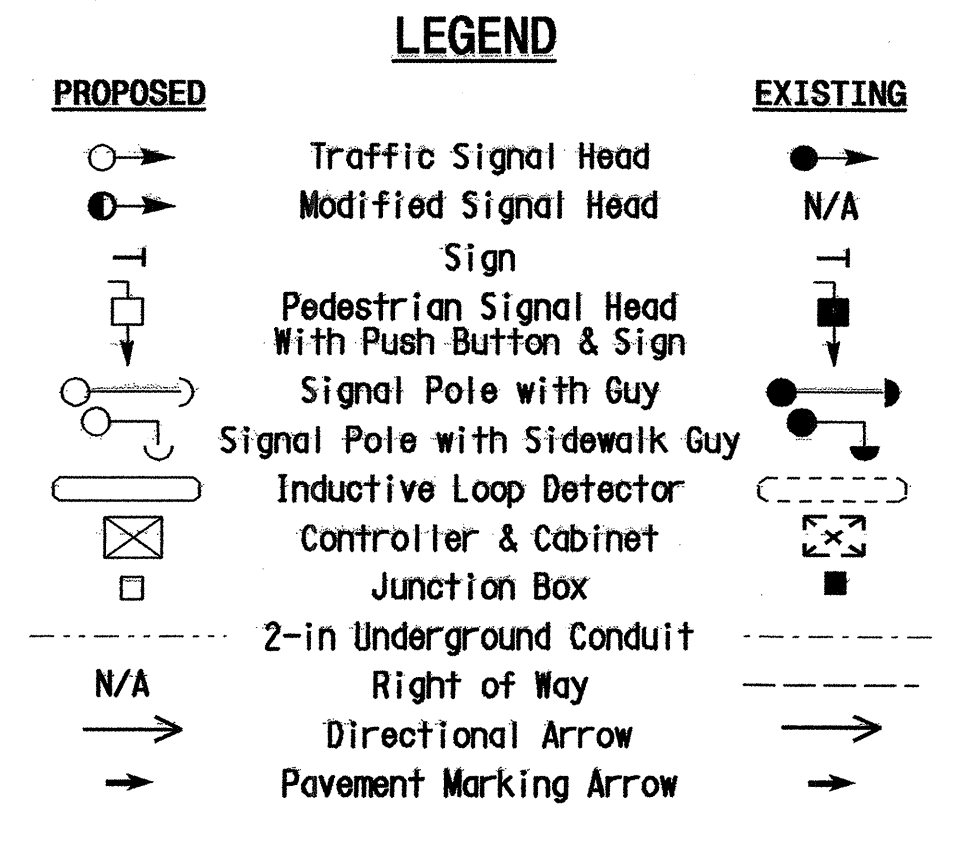 LEGEND
PROPOSED EXISTING
Traffic Signal Head
Modified Signal Head N/A
Sign
Pedestrian Signal Head
With Push Button & Sign
Signal Pole with Guy
Signal Pole with Sidewalk Guy
Inductive Loop Detector
Controller & Cabinet
Junction Box
2-in Underground Conduit
N/A Right of Way
Directional Arrow
Pavement Marking Arrow